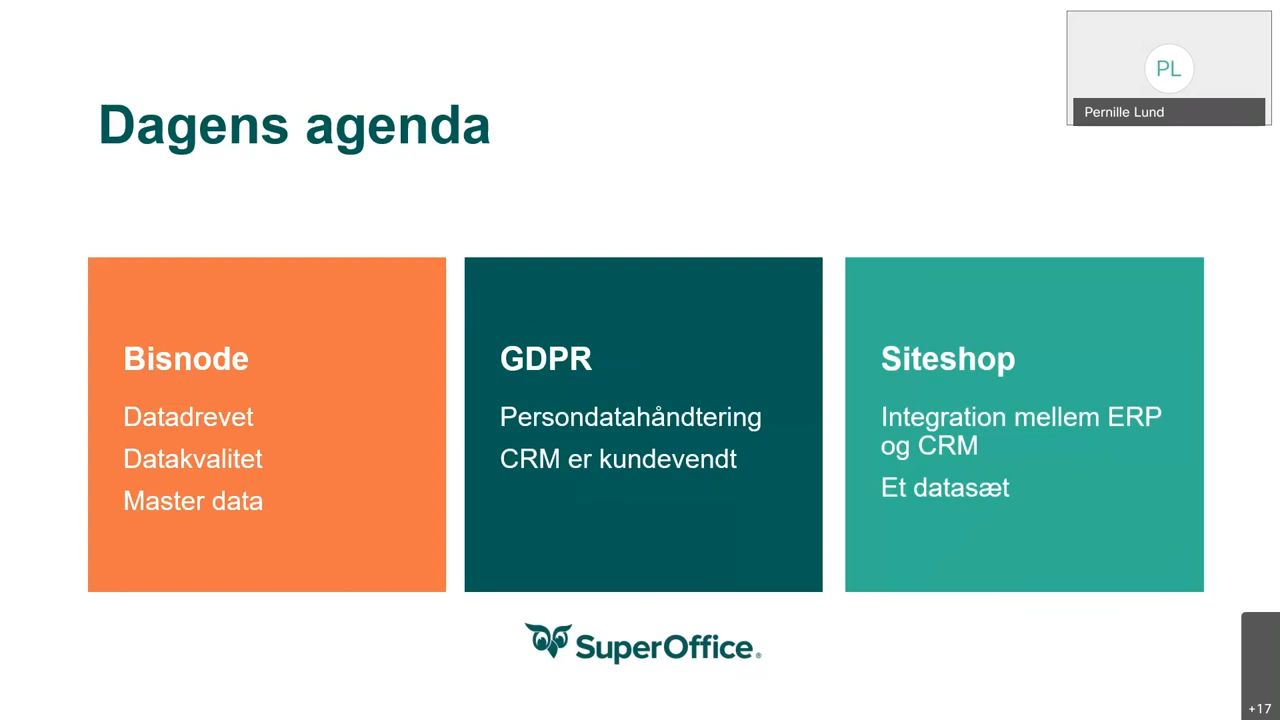 PL
Pernille Lund
Dagens agenda
Bisnode
Datadrevet
Datakvalitet
Master data
GDPR
Persondatahåndtering
CRM er kundevendt
Siteshop
Integration mellem ERP
og CRM
Et datasæt
SuperOffice®
+17